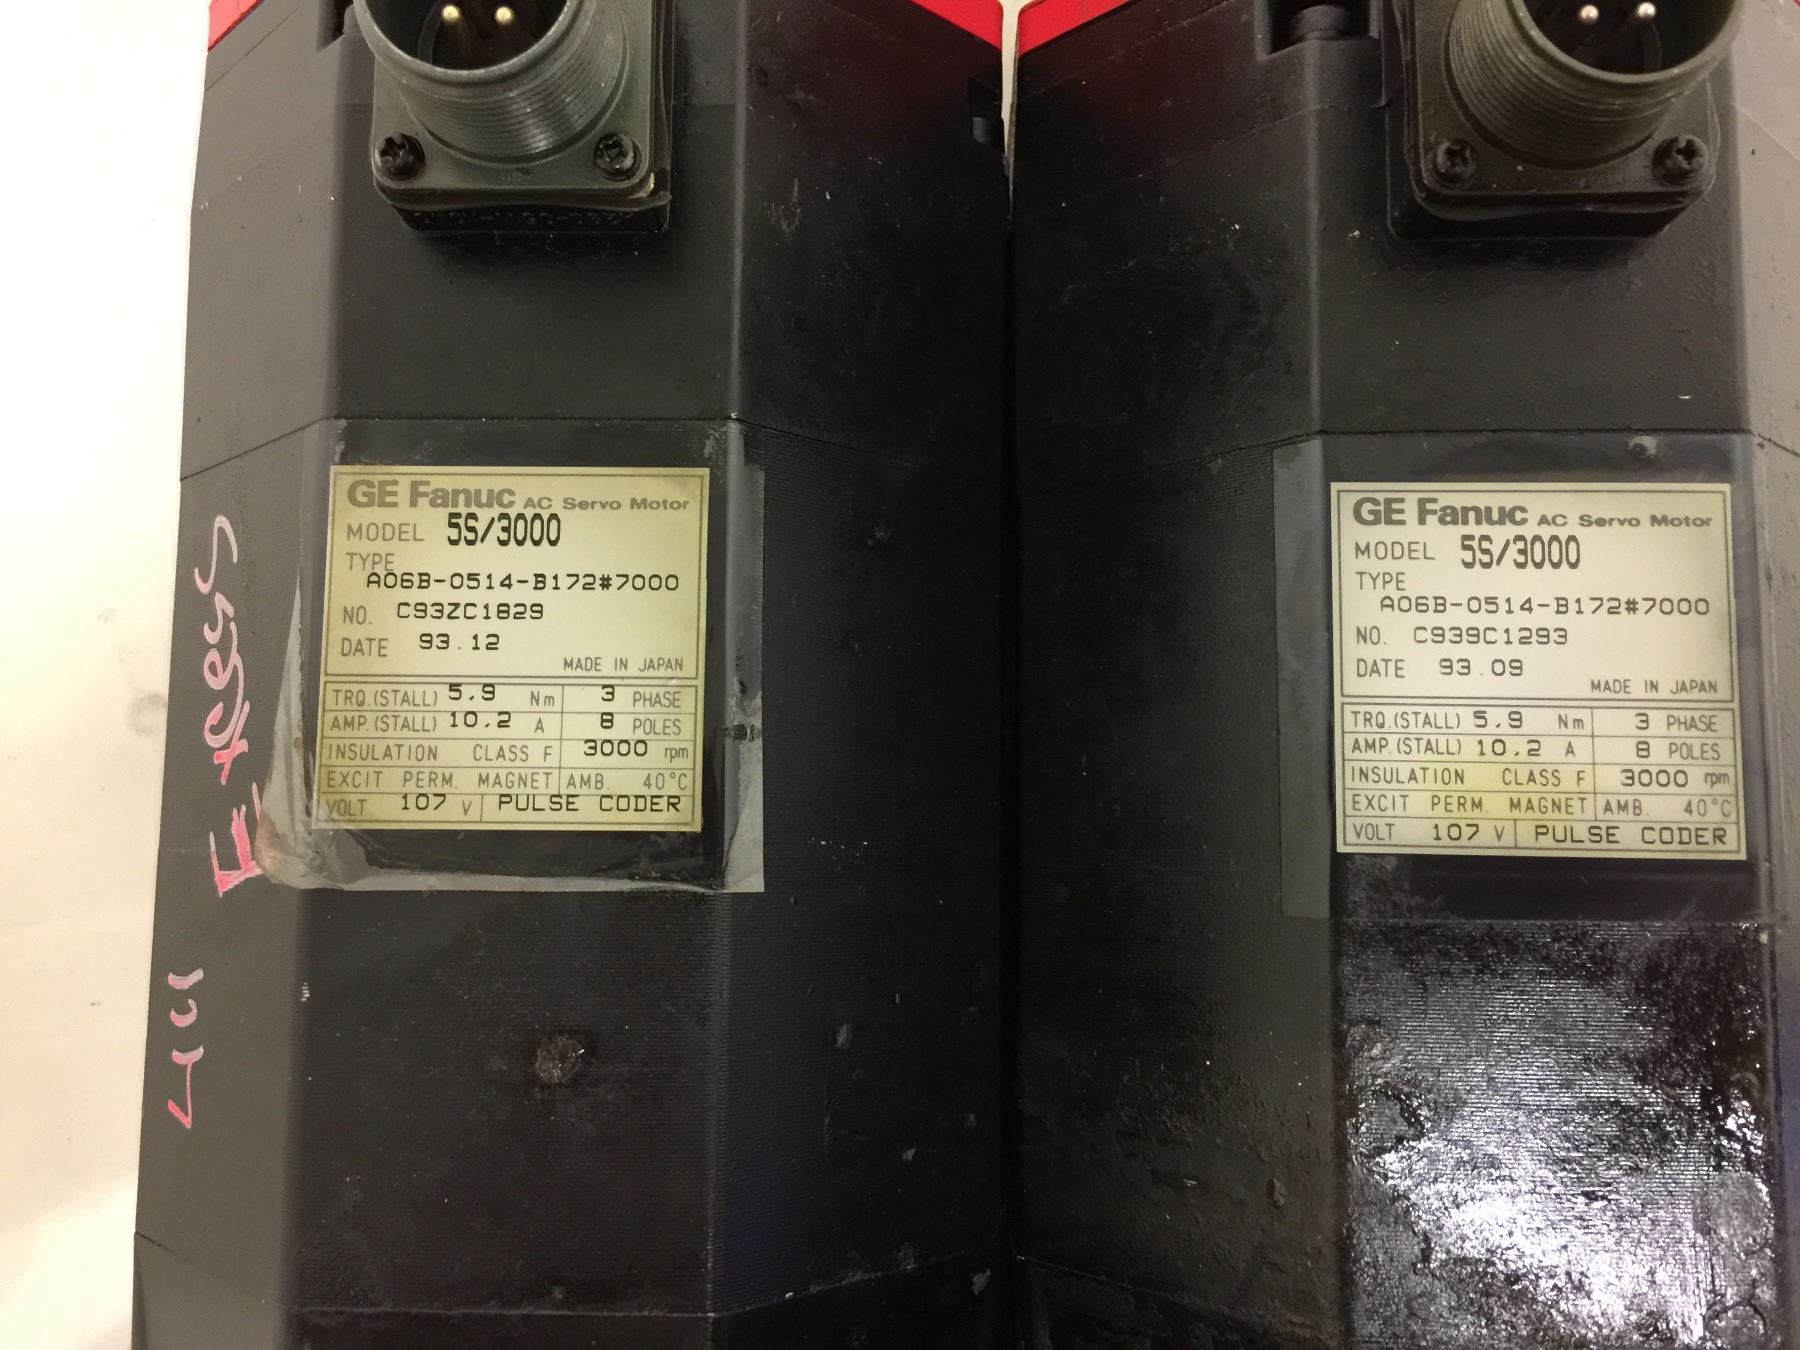 GE Fanuc AC Servo Motor
MODEL 5S/3000
TYPE
A06B-0514-B172#7000
NO. C93ZC1829
DATE 93.12
MADE IN JAPAN
TRQ.(STALL) 5.9 Nm 3 PHASE
AMP.(STALL) 10.2 A 8 POLES
INSULATION CLASS F 3000 rpm
EXCIT PERM. MAGNET AMB. 40°C
VOLT 107 V PULSE CODER
GE Fanuc AC Servo Motor
MODEL 5S/3000
TYPE
A06B-0514-B172#7000
NO. C939C1293
DATE 93.09
MADE IN JAPAN
TRQ.(STALL) 5.9 Nm 3 PHASE
AMP.(STALL) 10.2 A 8 POLES
INSULATION CLASS F 3000 rpm
EXCIT PERM. MAGNET AMB. 40°C
VOLT 107 V PULSE CODER